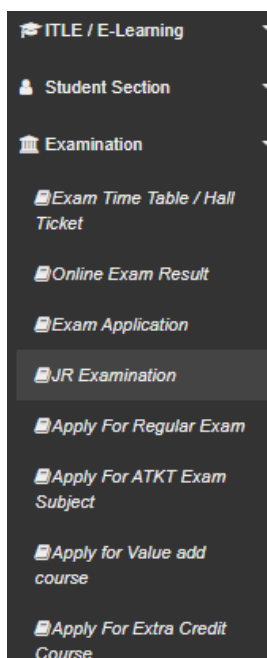 ITLE / E-Learning
Student Section
Examination
Exam Time Table / Hall
Ticket
Online Exam Result
Exam Application
JR Examination
Apply For Regular Exam
Apply For ATKT Exam
Subject
Apply for Value add
course
Apply For Extra Credit
Course